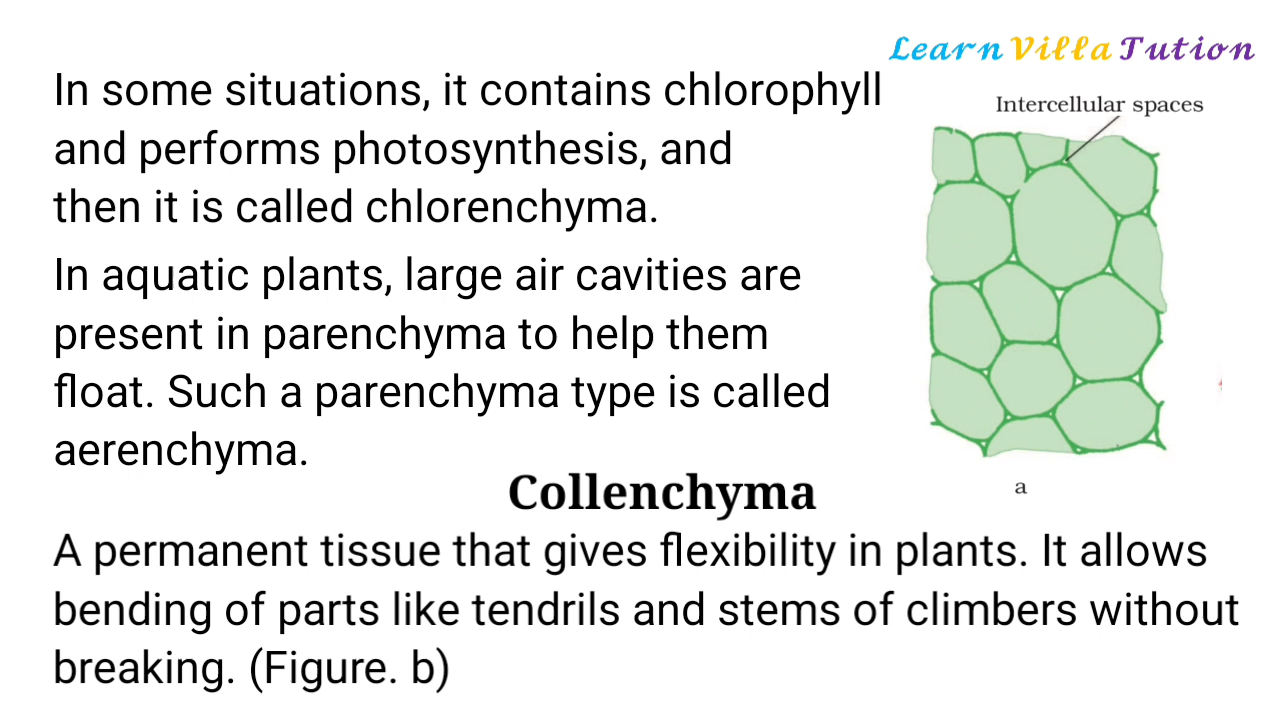 Learn Villa Tution
In some situations, it contains chlorophyll
and performs photosynthesis, and
then it is called chlorenchyma.
In aquatic plants, large air cavities are
present in parenchyma to help them
float. Such a parenchyma type is called
aerenchyma.
Intercellular spaces
a
Collenchyma
A permanent tissue that gives flexibility in plants. It allows
bending of parts like tendrils and stems of climbers without
breaking. (Figure. b)